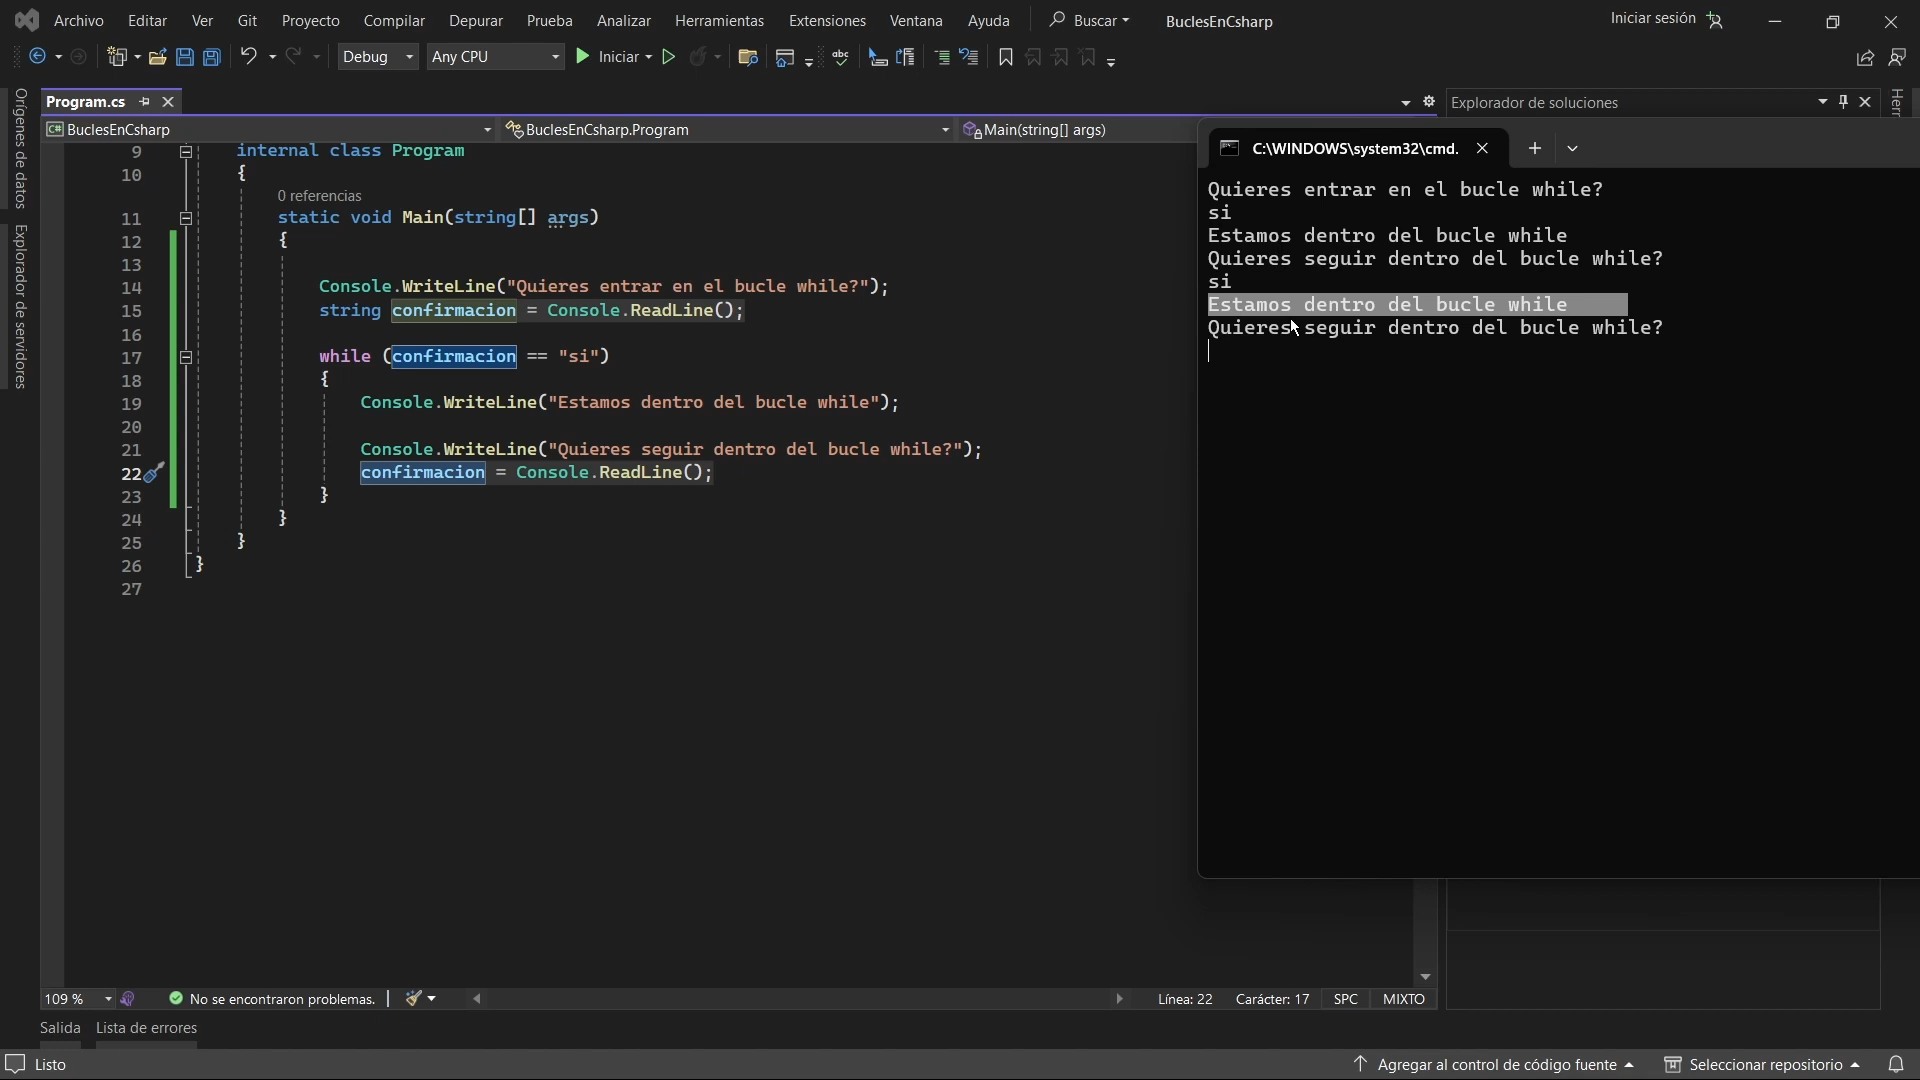 Archivo Editar Ver Git Proyecto Compilar Depurar Prueba Analizar Herramientas Extensiones Ventana Ayuda Buscar BuclesEnCsharp Iniciar sesión
Debug Any CPU Iniciar abc
Orígenes de datos
Explorador de servidores
Program.cs
Explorador de soluciones
Herr
C# BuclesEnCsharp BuclesEnCsharp.Program Main(string[] args)
9 internal class Program
10 {
0 referencias
11 static void Main(string[] args)
12 {
13
14 Console.WriteLine("Quieres entrar en el bucle while?");
15 string confirmacion = Console.ReadLine();
16
17 while (confirmacion == "si")
18 {
19 Console.WriteLine("Estamos dentro del bucle while");
20
21 Console.WriteLine("Quieres seguir dentro del bucle while?");
22 confirmacion = Console.ReadLine();
23 }
24 }
25 }
26 }
27
C:\WINDOWS\system32\cmd.
Quieres entrar en el bucle while?
si
Estamos dentro del bucle while
Quieres seguir dentro del bucle while?
si
Estamos dentro del bucle while
Quieres seguir dentro del bucle while?
109 % No se encontraron problemas. Línea: 22 Carácter: 17 SPC MIXTO
Salida Lista de errores
Listo Agregar al control de código fuente Seleccionar repositorio